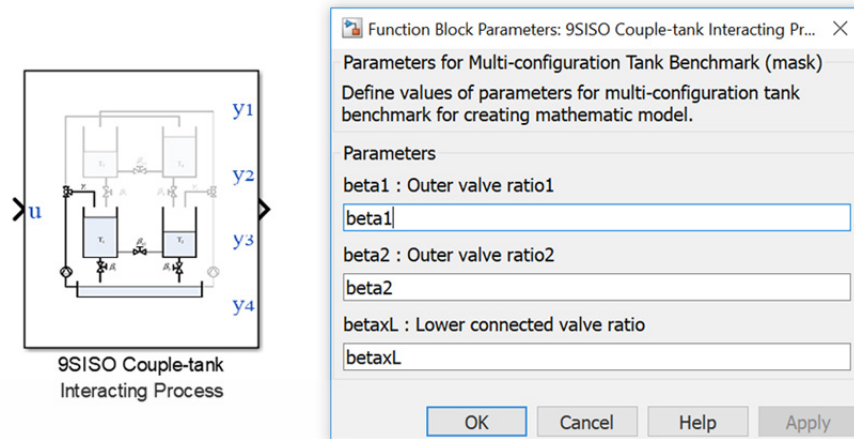 u
y1
y2
y3
y4
9SISO Couple-tank
Interacting Process
Function Block Parameters: 9SISO Couple-tank Interacting Pr...
Parameters for Multi-configuration Tank Benchmark (mask)
Define values of parameters for multi-configuration tank
benchmark for creating mathematic model.
Parameters
beta1 : Outer valve ratio1
beta1
beta2 : Outer valve ratio2
beta2
betaxL : Lower connected valve ratio
betaxL
OK Cancel Help Apply